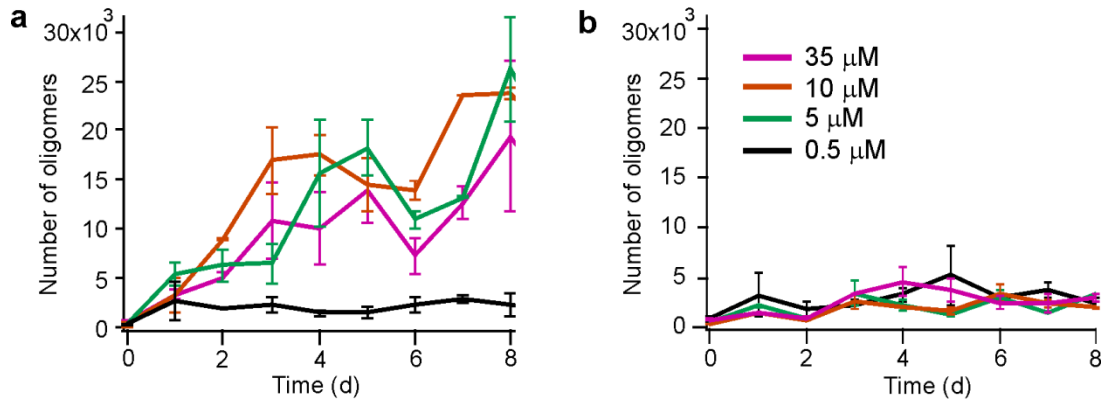 a
30x10³
25
20
15
10
5
0
Number of oligomers
0 2 4 6 8
Time (d)
b
30x10³
25
20
15
10
5
0
Number of oligomers
35 μM
10 μM
5 μM
0.5 μM
0 2 4 6 8
Time (d)